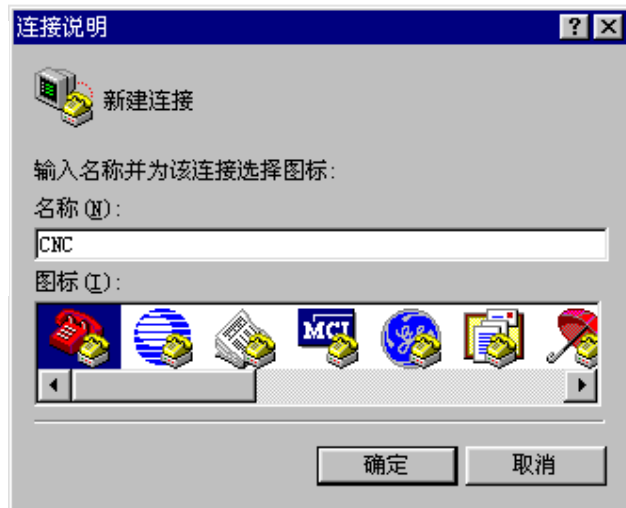 连接说明
新建连接
输入名称并为该连接选择图标:
名称(N):
CNC
图标(I):
MCI
确定 取消